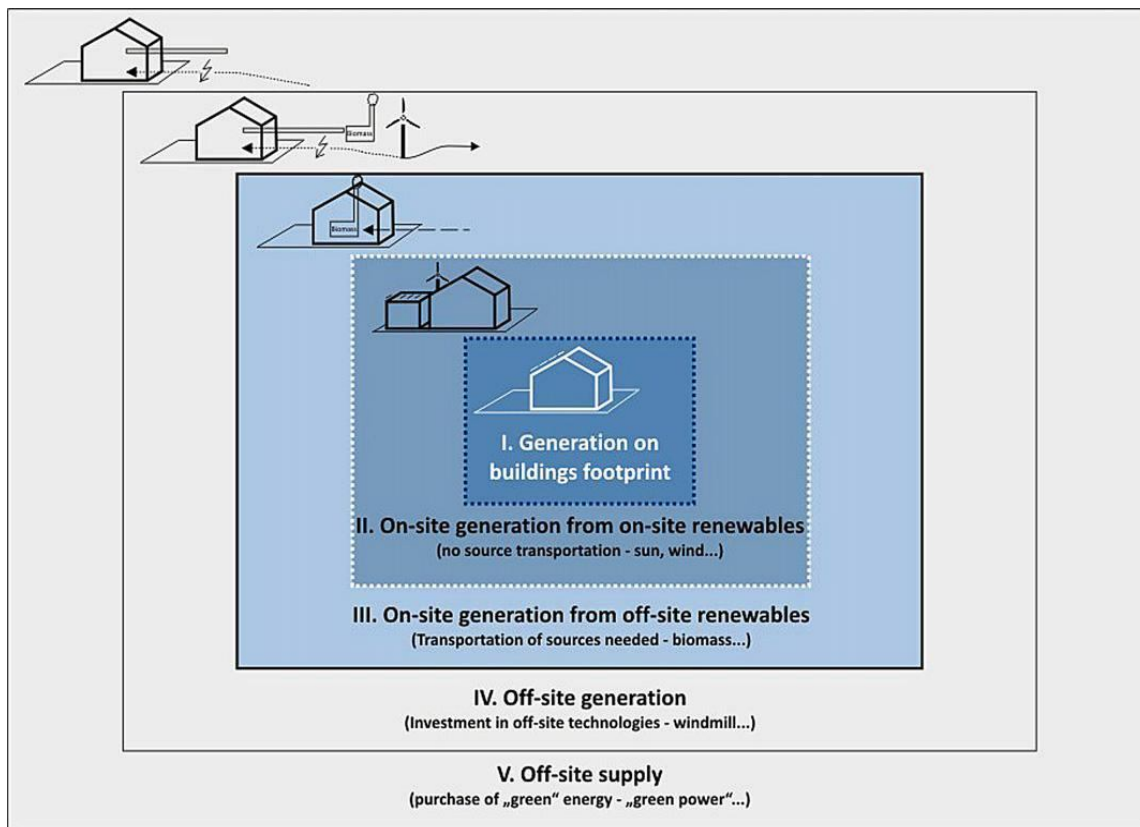 Biomass
Biomass
I. Generation on
buildings footprint
II. On-site generation from on-site renewables
(no source transportation - sun, wind...)
III. On-site generation from off-site renewables
(Transportation of sources needed - biomass...)
IV. Off-site generation
(Investment in off-site technologies - windmill...)
V. Off-site supply
(purchase of „green“ energy - „green power“...)